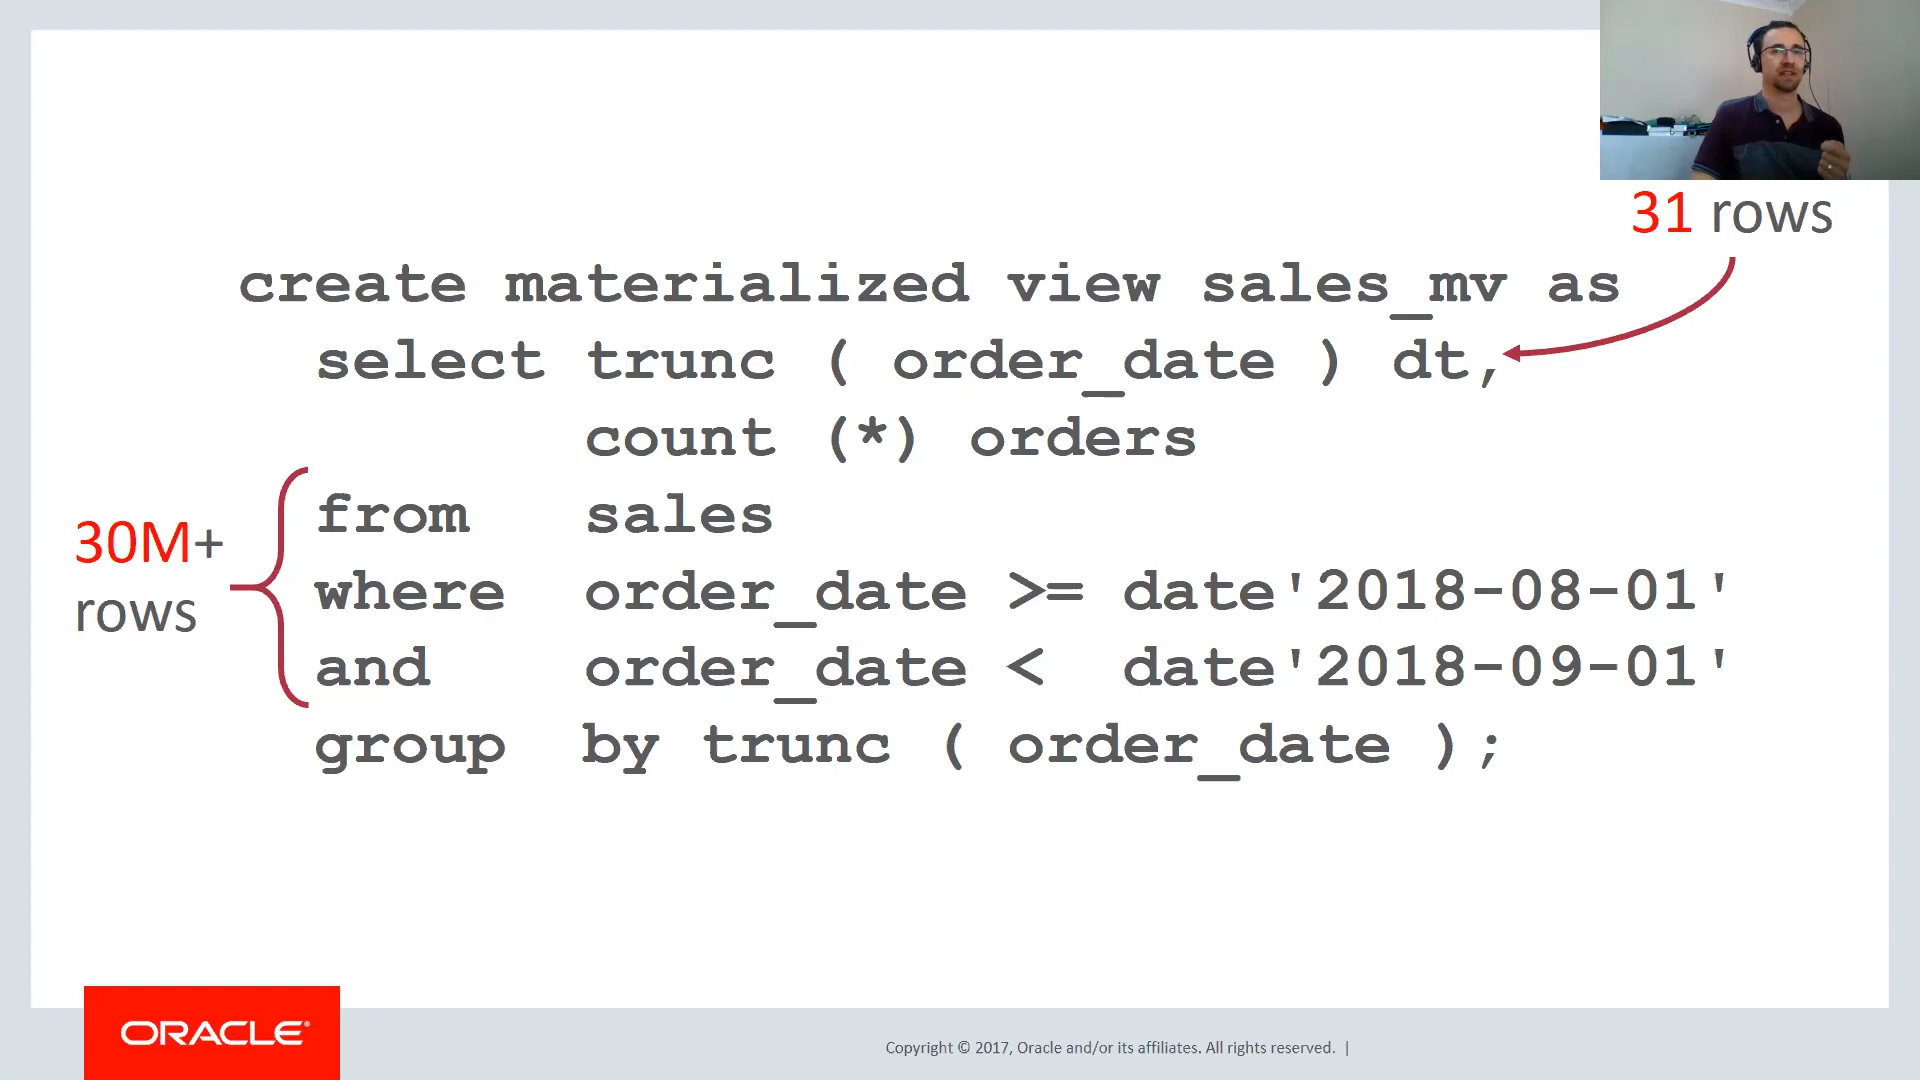 31 rows
create materialized view sales_mv as
select trunc ( order_date ) dt,
count (*) orders
from sales
where order_date >= date'2018-08-01'
and order_date < date'2018-09-01'
group by trunc ( order_date );
30M+
rows
ORACLE®
Copyright © 2017, Oracle and/or its affiliates. All rights reserved. |